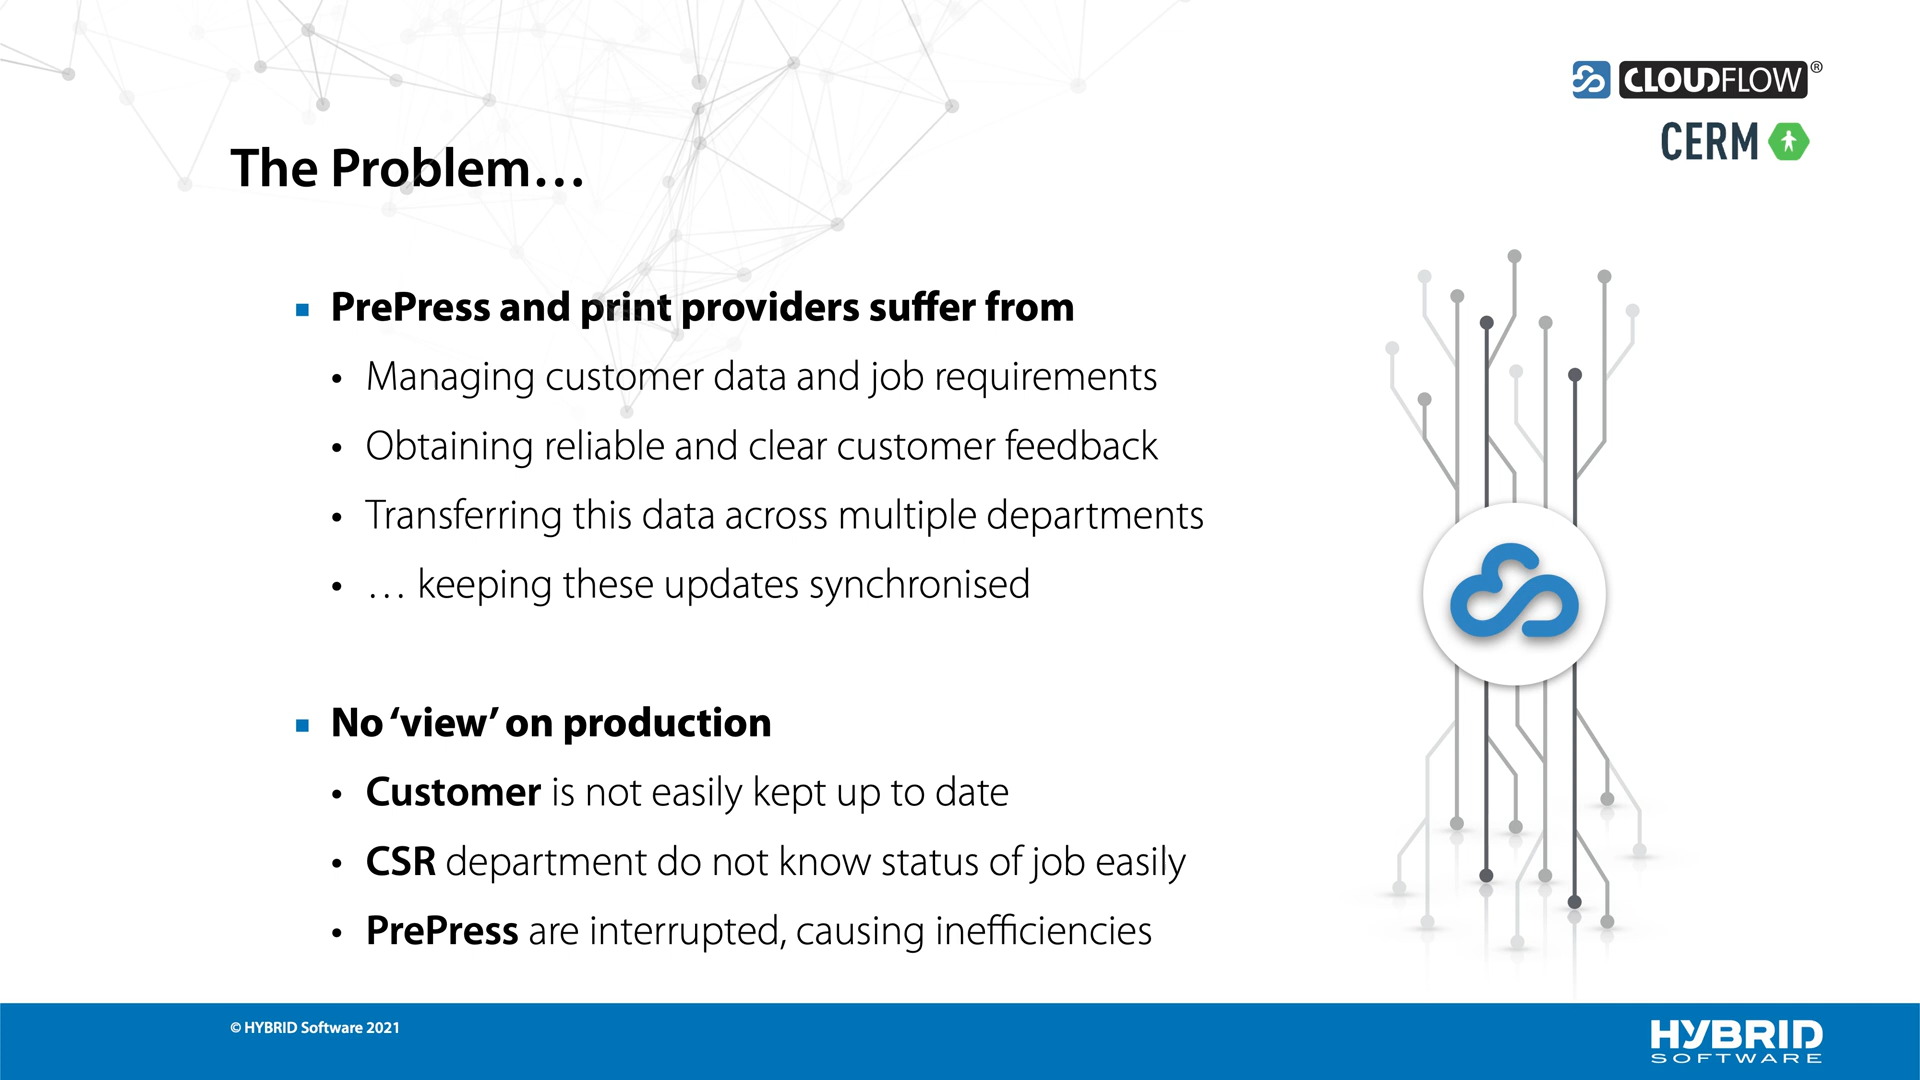 CLOUDFLOW®
CERM
The Problem…
PrePress and print providers suffer from
• Managing customer data and job requirements
• Obtaining reliable and clear customer feedback
• Transferring this data across multiple departments
• … keeping these updates synchronised
No ‘view’ on production
• Customer is not easily kept up to date
• CSR department do not know status of job easily
• PrePress are interrupted, causing inefficiencies
© HYBRID Software 2021
HYBRID
SOFTWARE